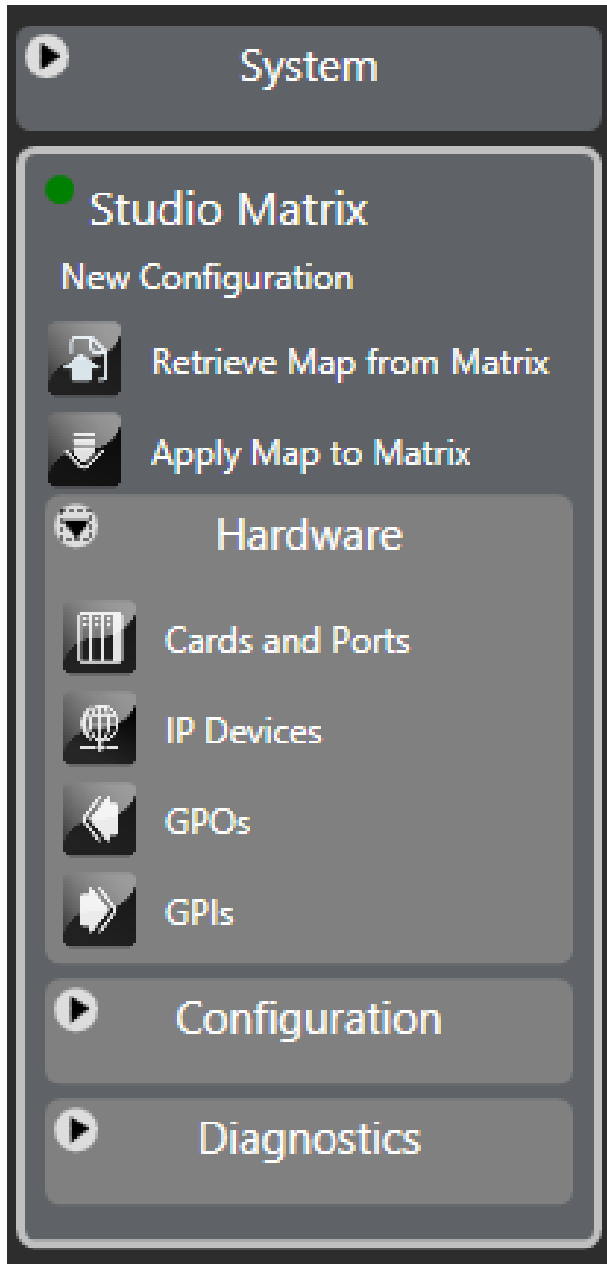 System
Studio Matrix
New Configuration
Retrieve Map from Matrix
Apply Map to Matrix
Hardware
Cards and Ports
IP Devices
GPOs
GPIs
Configuration
Diagnostics